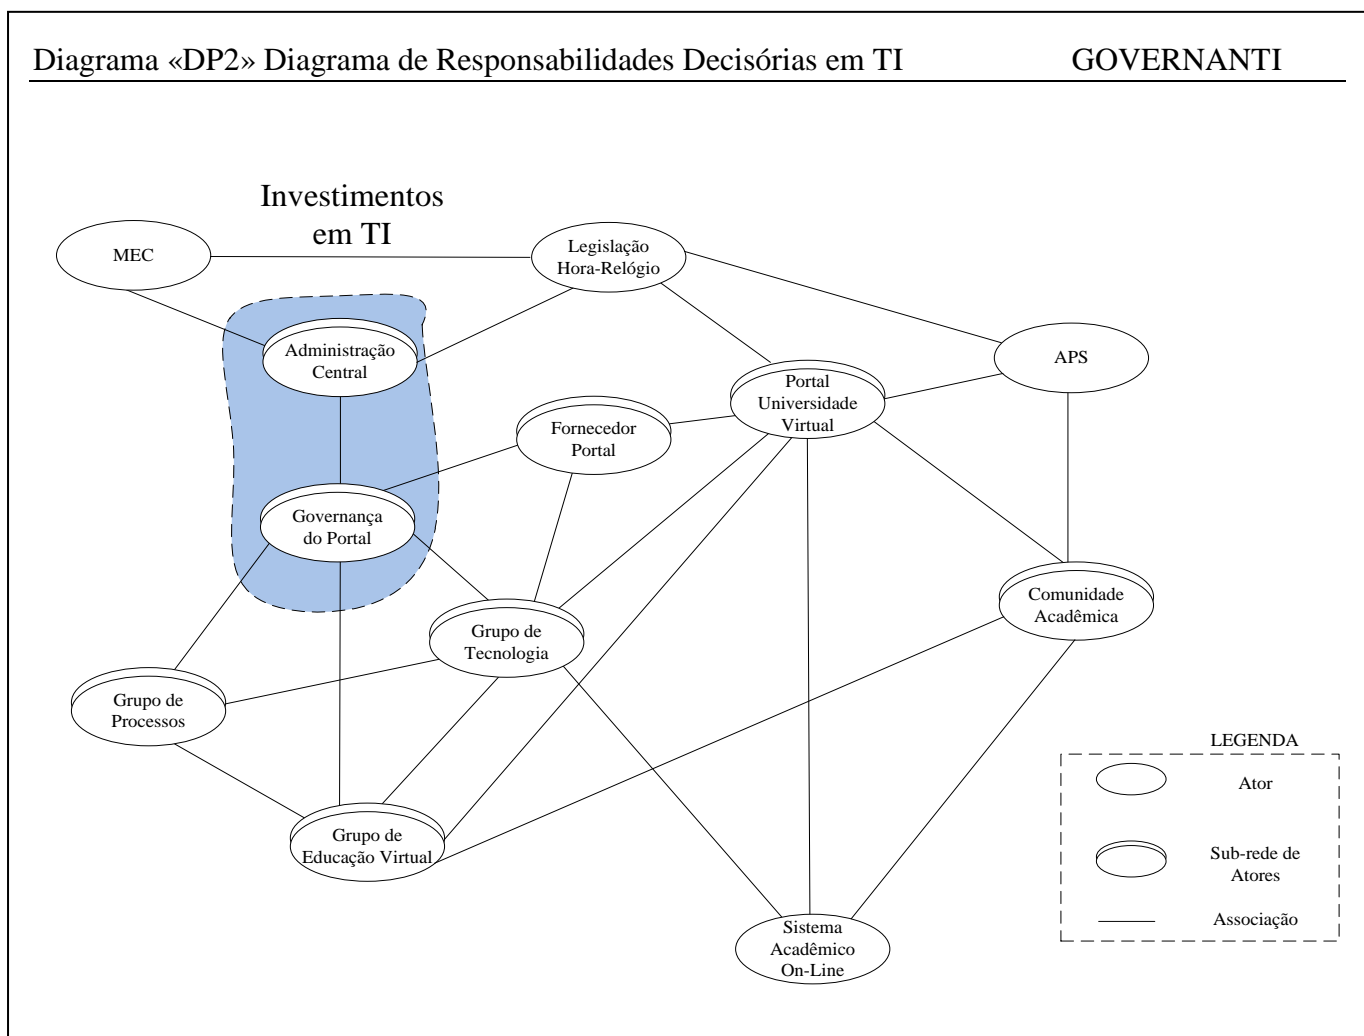 Diagrama «DP2» Diagrama de Responsabilidades Decisórias em TI GOVERNANTI
Investimentos
em TI
MEC
Legislação
Hora-Relógio
Administração
Central
APS
Portal
Universidade
Virtual
Fornecedor
Portal
Governança
do Portal
Comunidade
Acadêmica
Grupo de
Tecnologia
Grupo de
Processos
Grupo de
Educação Virtual
Sistema
Acadêmico
On-Line
LEGENDA
Ator
Sub-rede de
Atores
Associação